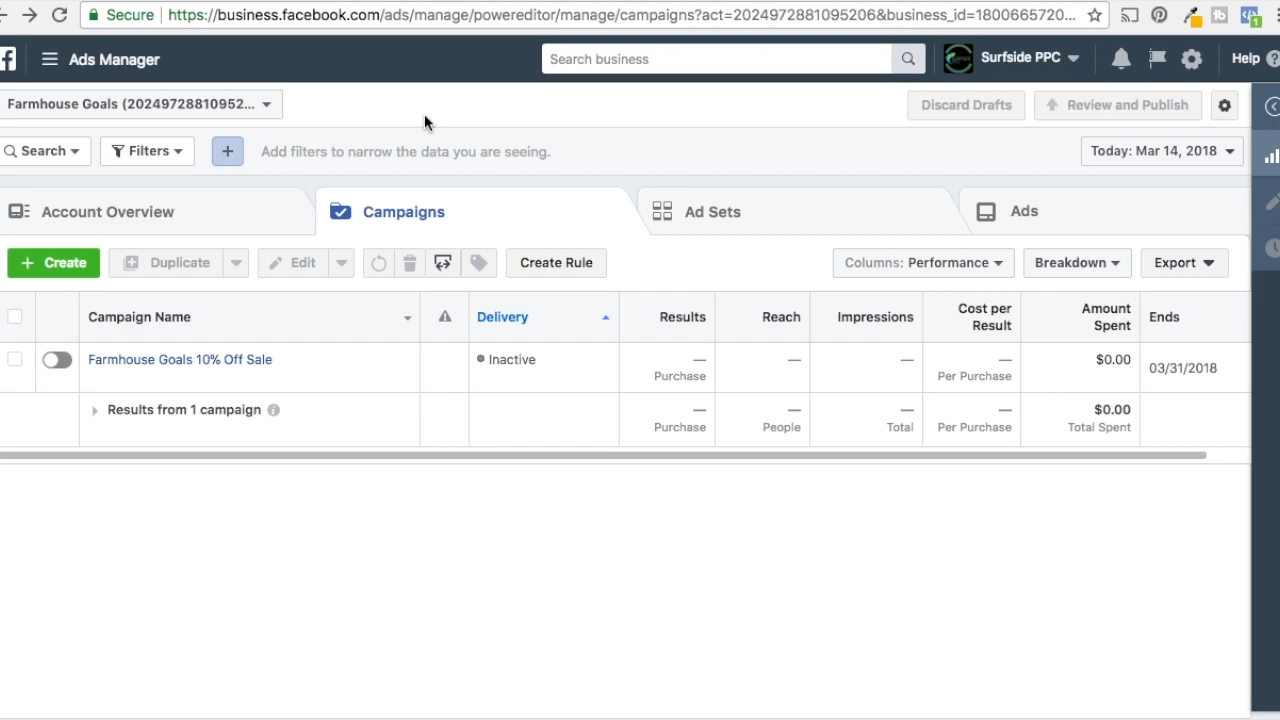 Secure https://business.facebook.com/ads/manage/powereditor/manage/campaigns?act=2024972881095206&business_id=1800665720...
Ads Manager
Search business
Surfside PPC
Help
Farmhouse Goals (20249728810952...
Discard Drafts
Review and Publish
Search
Filters
+
Add filters to narrow the data you are seeing.
Today: Mar 14, 2018
Account Overview
Campaigns
Ad Sets
Ads
+ Create
Duplicate
Edit
Create Rule
Columns: Performance
Breakdown
Export
Campaign Name
Delivery
Results
Reach
Impressions
Cost per
Result
Amount
Spent
Ends
Farmhouse Goals 10% Off Sale
Inactive
—
Purchase
—
—
—
Per Purchase
$0.00
03/31/2018
Results from 1 campaign
—
Purchase
—
People
—
Total
—
Per Purchase
$0.00
Total Spent